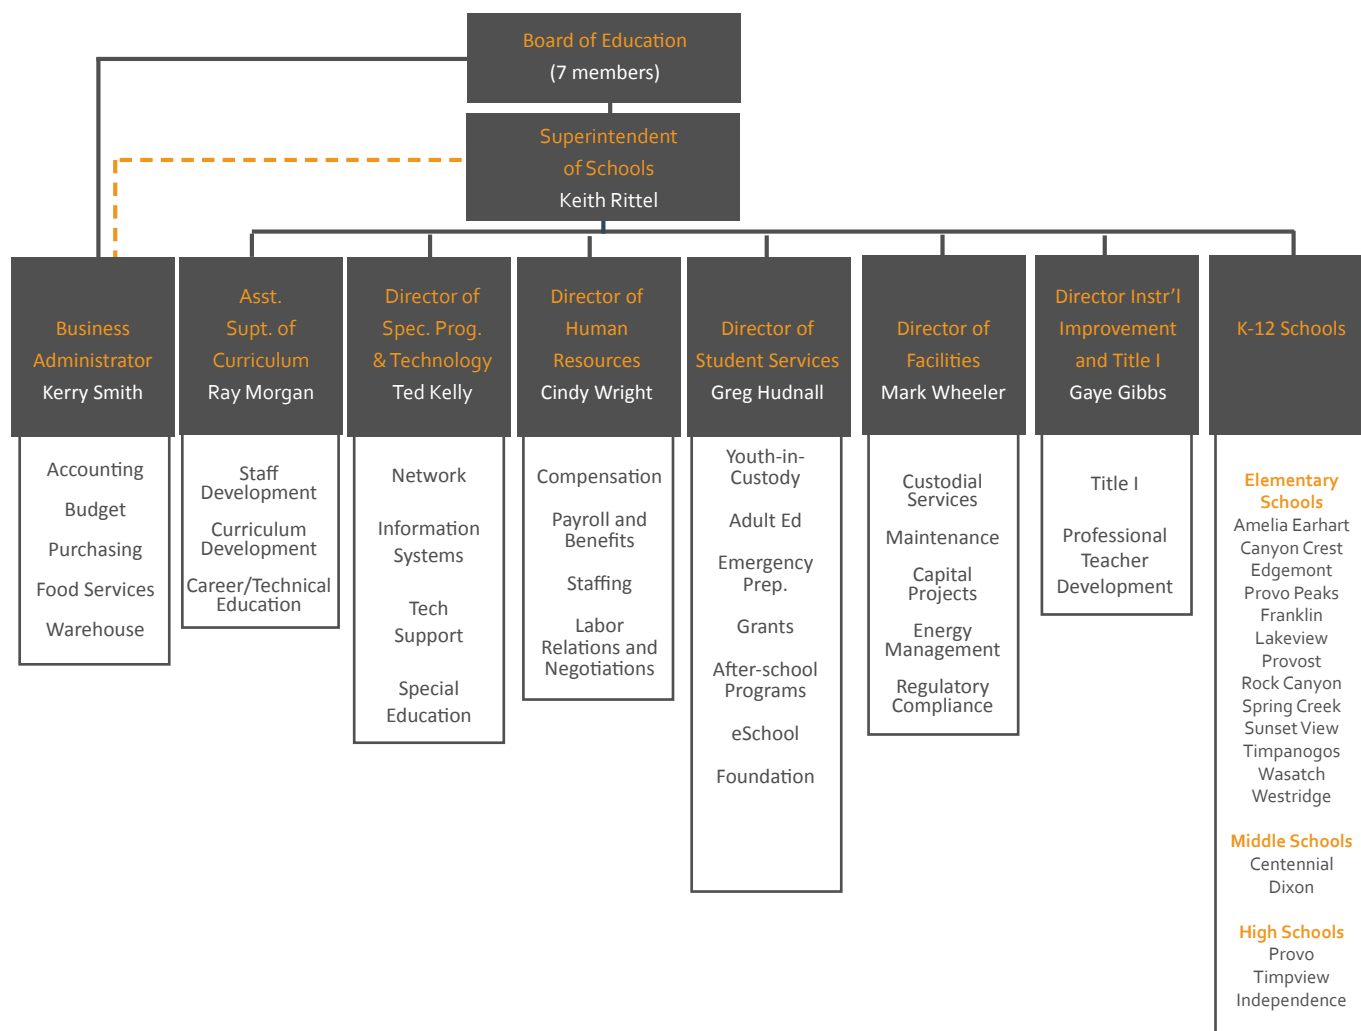 Board of Education
(7 members)
Superintendent
of Schools
Keith Rittel
Business
Administrator
Kerry Smith
Accounting
Budget
Purchasing
Food Services
Warehouse
Asst.
Supt. of
Curriculum
Ray Morgan
Staff
Development
Curriculum
Development
Career/Technical
Education
Director of
Spec. Prog.
& Technology
Ted Kelly
Network
Information
Systems
Tech
Support
Special
Education
Director of
Human
Resources
Cindy Wright
Compensation
Payroll and
Benefits
Staffing
Labor
Relations and
Negotiations
Director of
Student Services
Greg Hudnall
Youth-in-
Custody
Adult Ed
Emergency
Prep.
Grants
After-school
Programs
eSchool
Foundation
Director of
Facilities
Mark Wheeler
Custodial
Services
Maintenance
Capital
Projects
Energy
Management
Regulatory
Compliance
Director Instr’l
Improvement
and Title I
Gaye Gibbs
Title I
Professional
Teacher
Development
K-12 Schools
Elementary
Schools
Amelia Earhart
Canyon Crest
Edgemont
Provo Peaks
Franklin
Lakeview
Provost
Rock Canyon
Spring Creek
Sunset View
Timpanogos
Wasatch
Westridge
Middle Schools
Centennial
Dixon
High Schools
Provo
Timpview
Independence